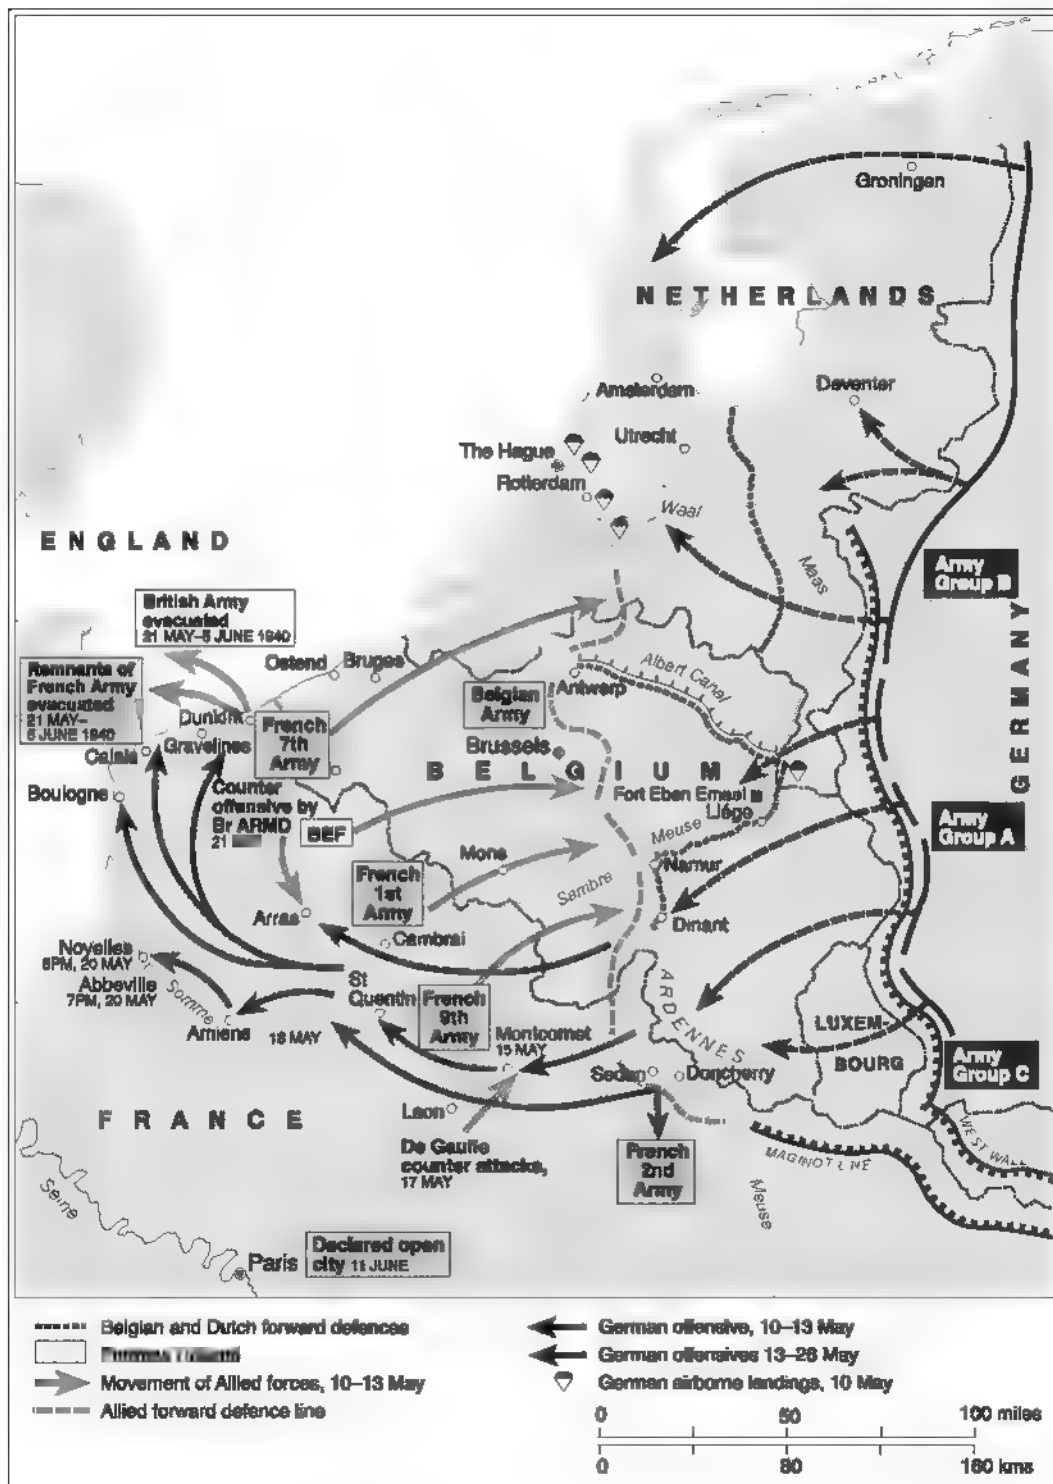 Groningen
NETHERLANDS
Amsterdam
Deventer
The Hague
Utrecht
Rotterdam
Waal
Maas
ENGLAND
Army
Group B
GERMANY
British Army
evacuated
21 MAY–5 JUNE 1940
Remnants of
French Army
evacuated
21 MAY–
5 JUNE 1940
Ostend
Bruges
Dunkirk
Gravelines
Calais
Boulogne
French
7th
Army
Belgian
Army
Antwerp
Albert Canal
Brussels
BELGIUM
Fort Eben Emael
Liége
Counter
offensive by
Br ARMD
21
BEF
Meuse
Army
Group A
Mons
Namur
French
1st
Army
Sambre
Dinant
Arras
Cambrai
Noyelles
8PM, 20 MAY
Abbeville
7PM, 20 MAY
Somme
Amiens
18 MAY
St
Quentin
French
9th
Army
Montcornet
15 MAY
ARDENNES
LUXEM-
BOURG
Army
Group C
Sedan
Doncherry
Laon
FRANCE
De Gaulle
counter attacks,
17 MAY
French
2nd
Army
MAGINOT LINE
WEST WALL
Meuse
Seine
Paris
Declared open
city 11 JUNE
Belgian and Dutch forward defences
Movement of Allied forces, 10–13 May
Allied forward defence line
German offensive, 10–13 May
German offensives 13–28 May
German airborne landings, 10 May
0 50 100 miles
0 80 160 kms